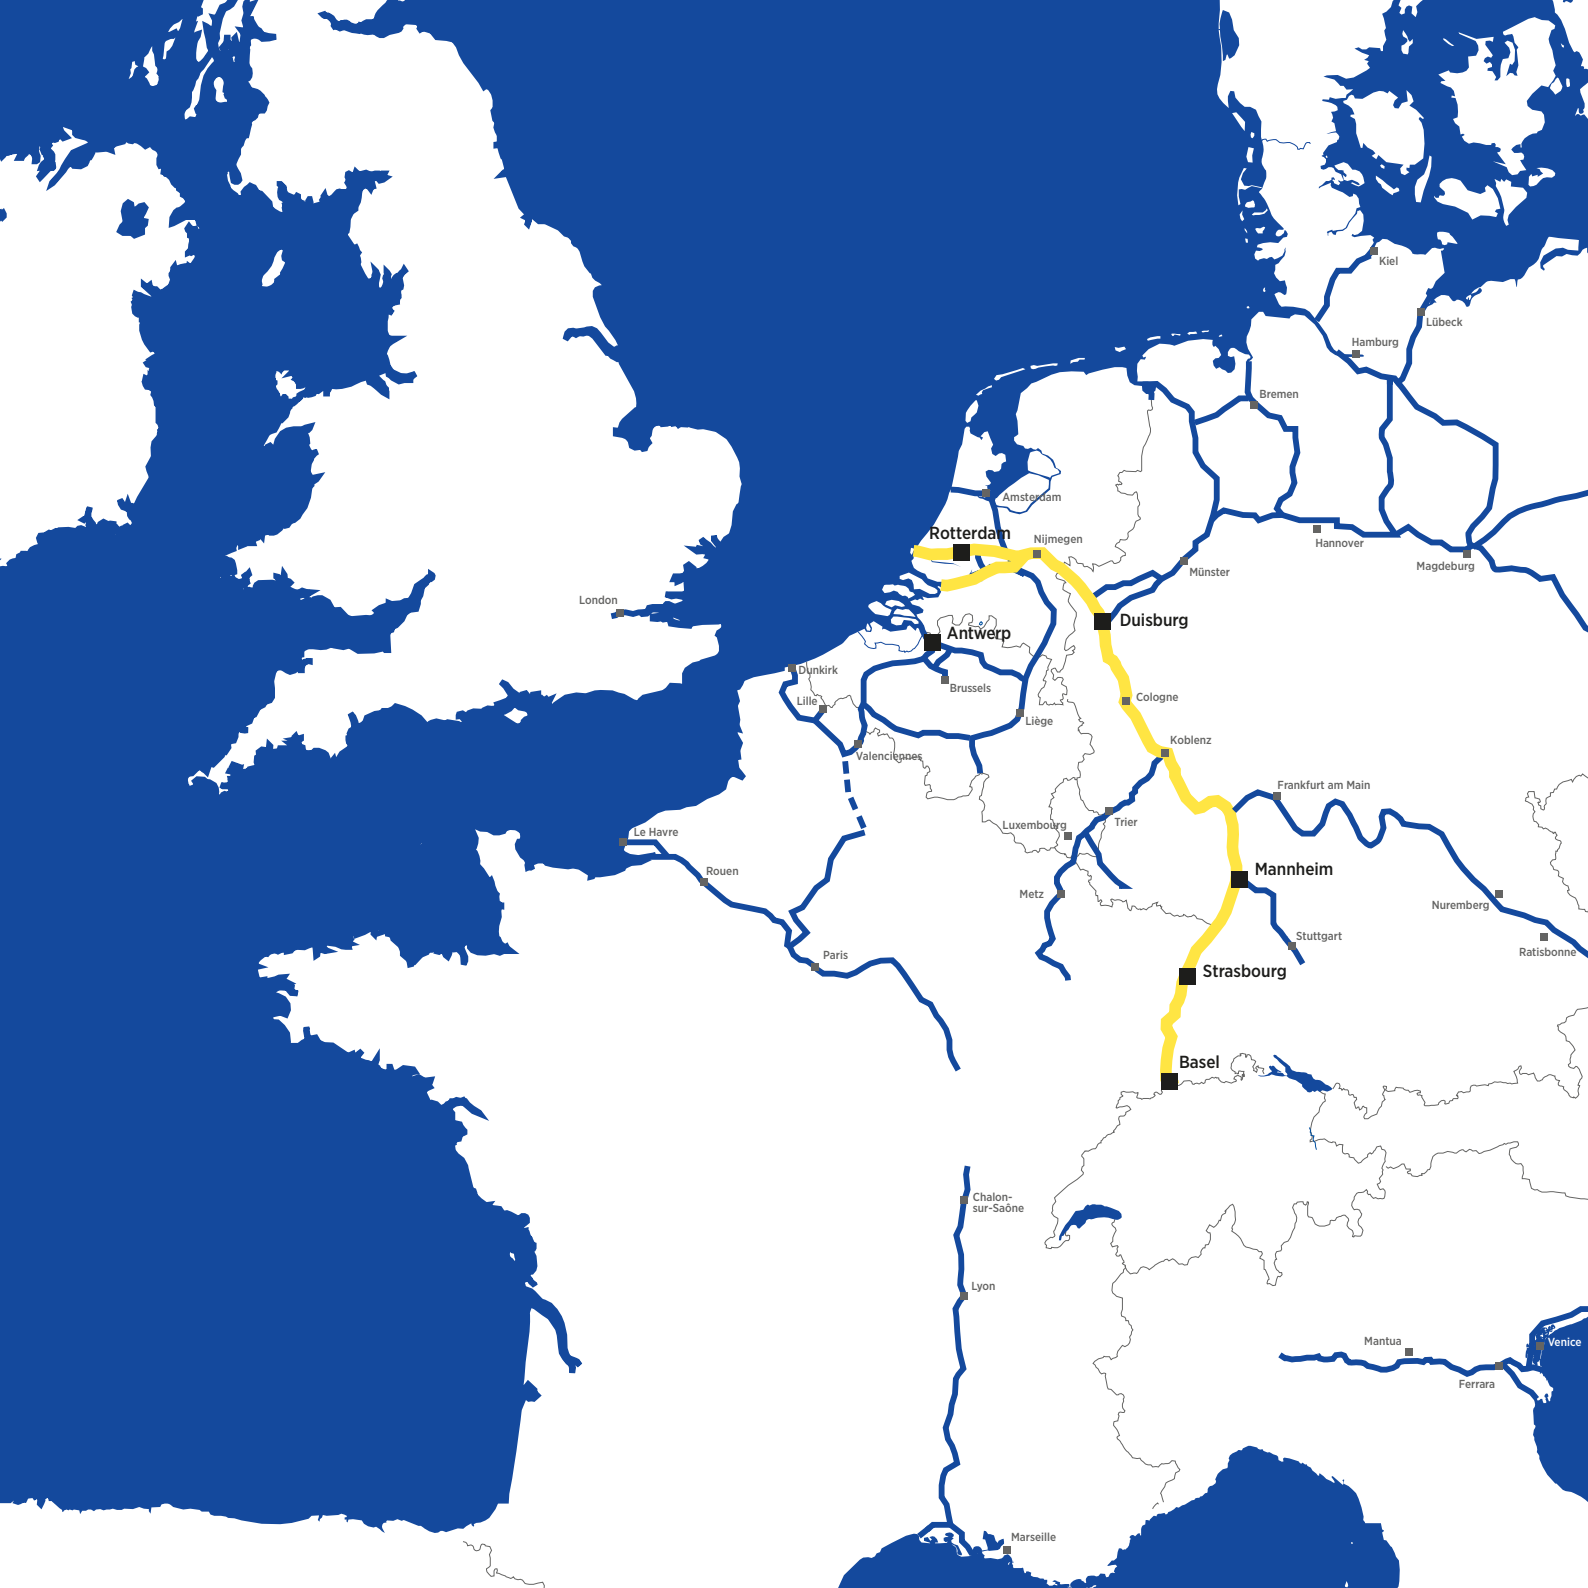 Kiel
Lübeck
Hamburg
Bremen
Amsterdam
Rotterdam
Nijmegen
Hannover
Magdeburg
Münster
London
Duisburg
Antwerp
Dunkirk
Brussels
Cologne
Lille
Liège
Koblenz
Valenciennes
Frankfurt am Main
Luxembourg
Trier
Le Havre
Rouen
Mannheim
Metz
Nuremberg
Stuttgart
Ratisbonne
Paris
Strasbourg
Basel
Chalon-
sur-Saône
Lyon
Mantua
Venice
Ferrara
Marseille